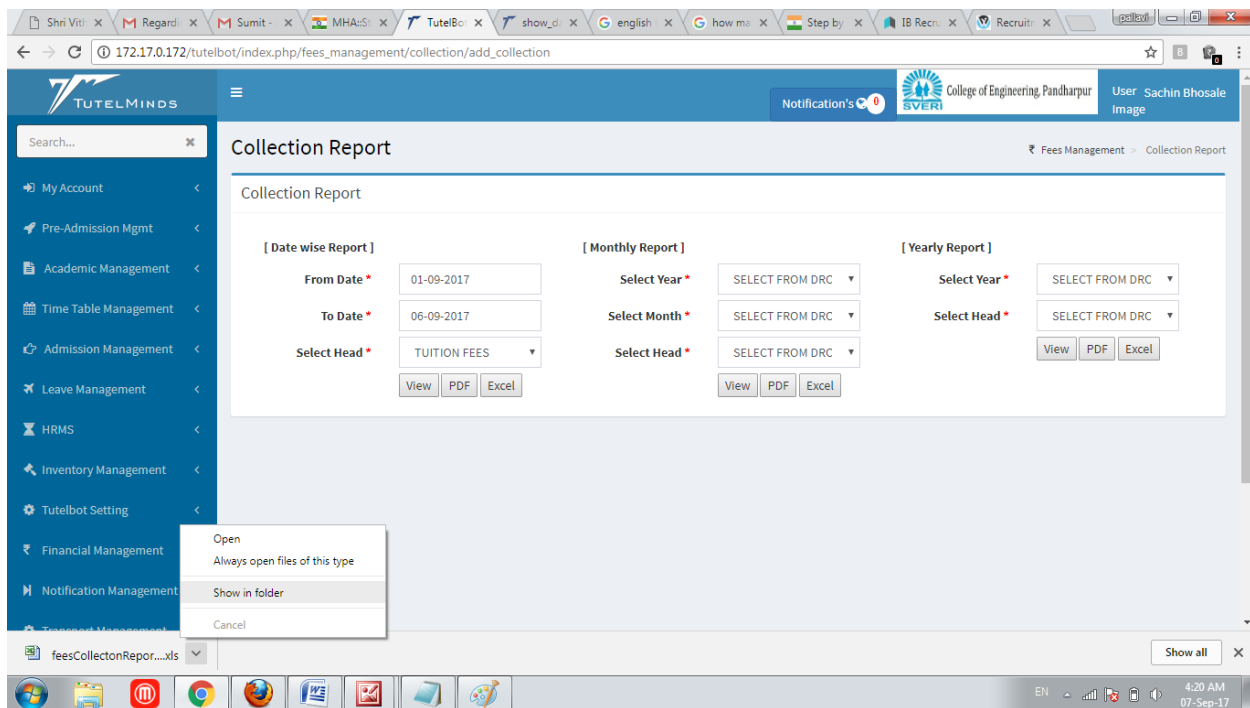 Shri Vith
Regardi
Sumit -
MHA::St
TutelBot
show_d
english
how ma
Step by
IB Recru
Recruitn
pallavi
172.17.0.172/tutelbot/index.php/fees_management/collection/add_collection
TUTELMINDS
Notification's 0
SVERI
College of Engineering, Pandharpur
User Image
Sachin Bhosale
Search...
Collection Report
₹ Fees Management > Collection Report
My Account
Pre-Admission Mgmt
Academic Management
Time Table Management
Admission Management
Leave Management
HRMS
Inventory Management
Tutelbot Setting
₹ Financial Management
Notification Management
Transport Management
Collection Report
[ Date wise Report ]
From Date * 01-09-2017
To Date * 06-09-2017
Select Head * TUITION FEES
View PDF Excel
[ Monthly Report ]
Select Year * SELECT FROM DRC
Select Month * SELECT FROM DRC
Select Head * SELECT FROM DRC
View PDF Excel
[ Yearly Report ]
Select Year * SELECT FROM DRC
Select Head * SELECT FROM DRC
View PDF Excel
Open
Always open files of this type
Show in folder
Cancel
feesCollectonRepor....xls
Show all
EN
4:20 AM
07-Sep-17